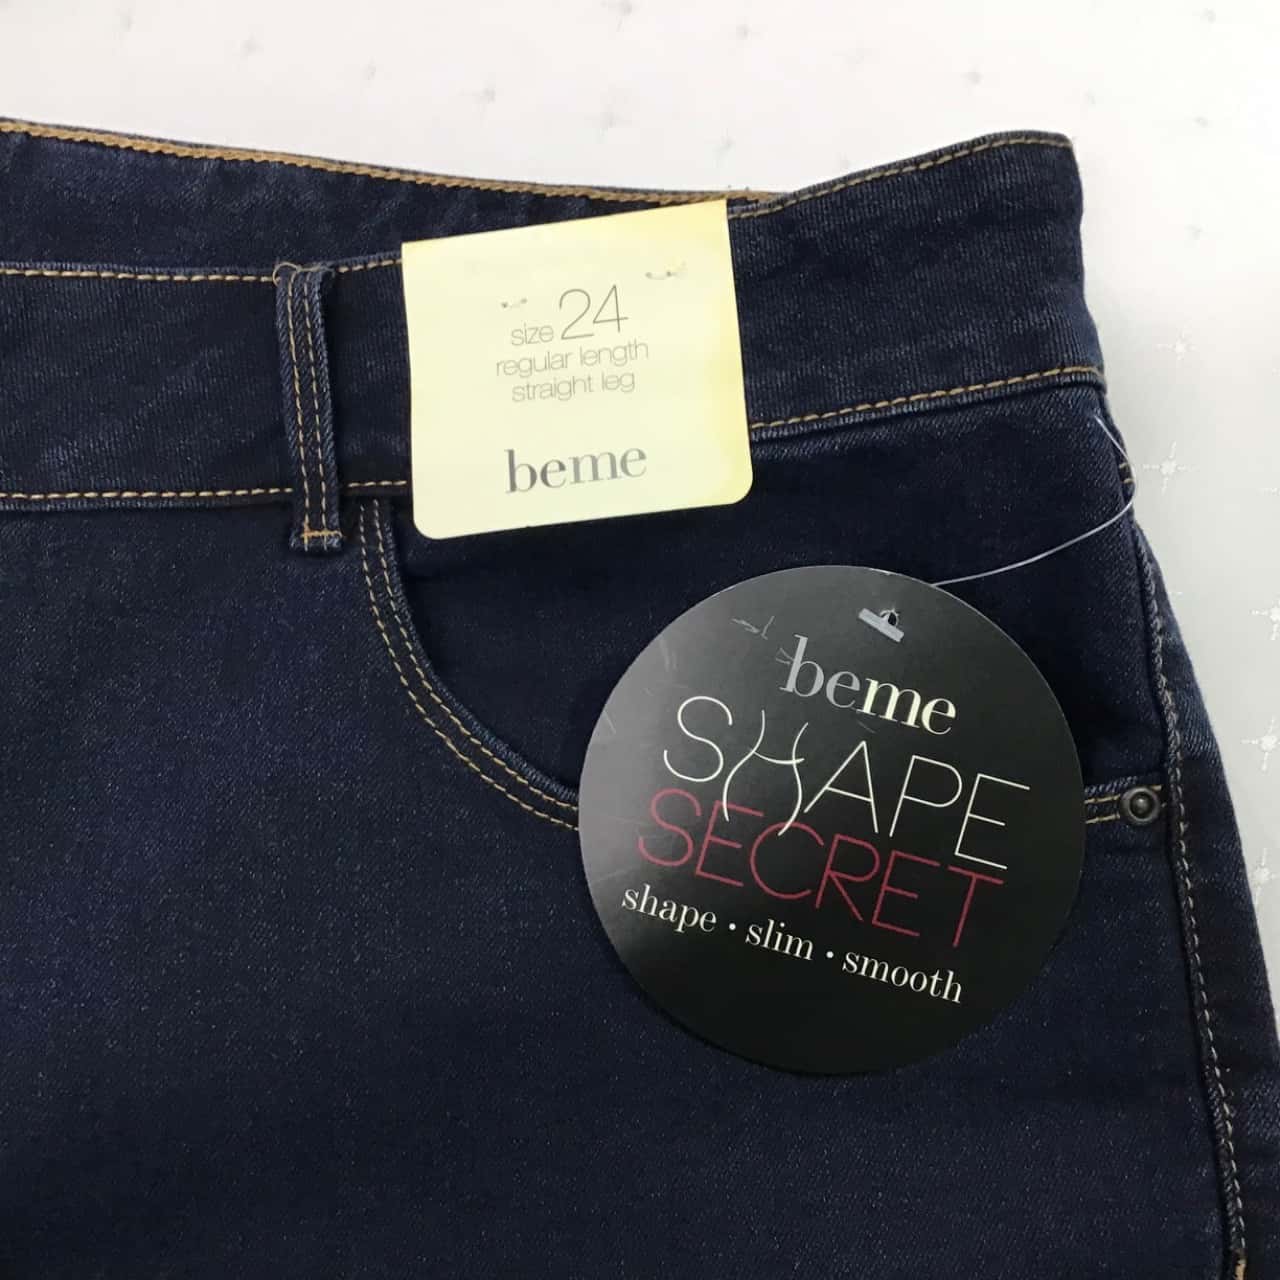 size 24
regular length
straight leg
beme
beme
SHAPE
SECRET
shape • slim • smooth